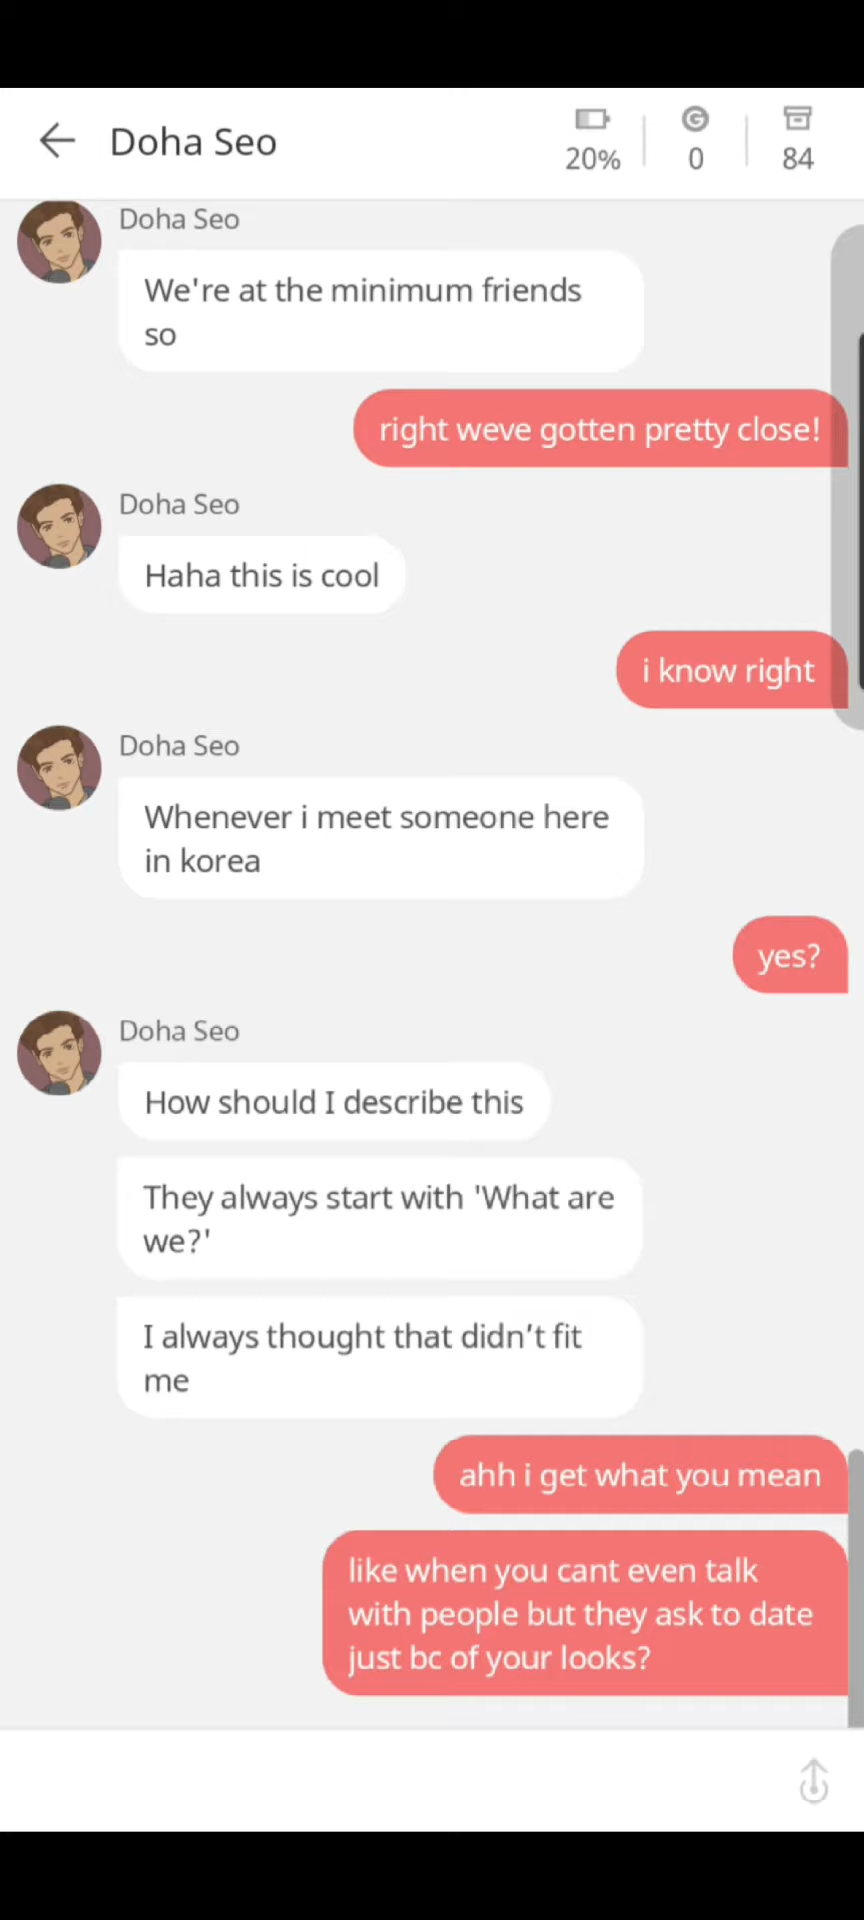 Doha Seo
20%
0
84
Doha Seo
We're at the minimum friends
so
right weve gotten pretty close!
Doha Seo
Haha this is cool
i know right
Doha Seo
Whenever i meet someone here
in korea
yes?
Doha Seo
How should I describe this
They always start with 'What are
we?'
I always thought that didn’t fit
me
ahh i get what you mean
like when you cant even talk
with people but they ask to date
just bc of your looks?